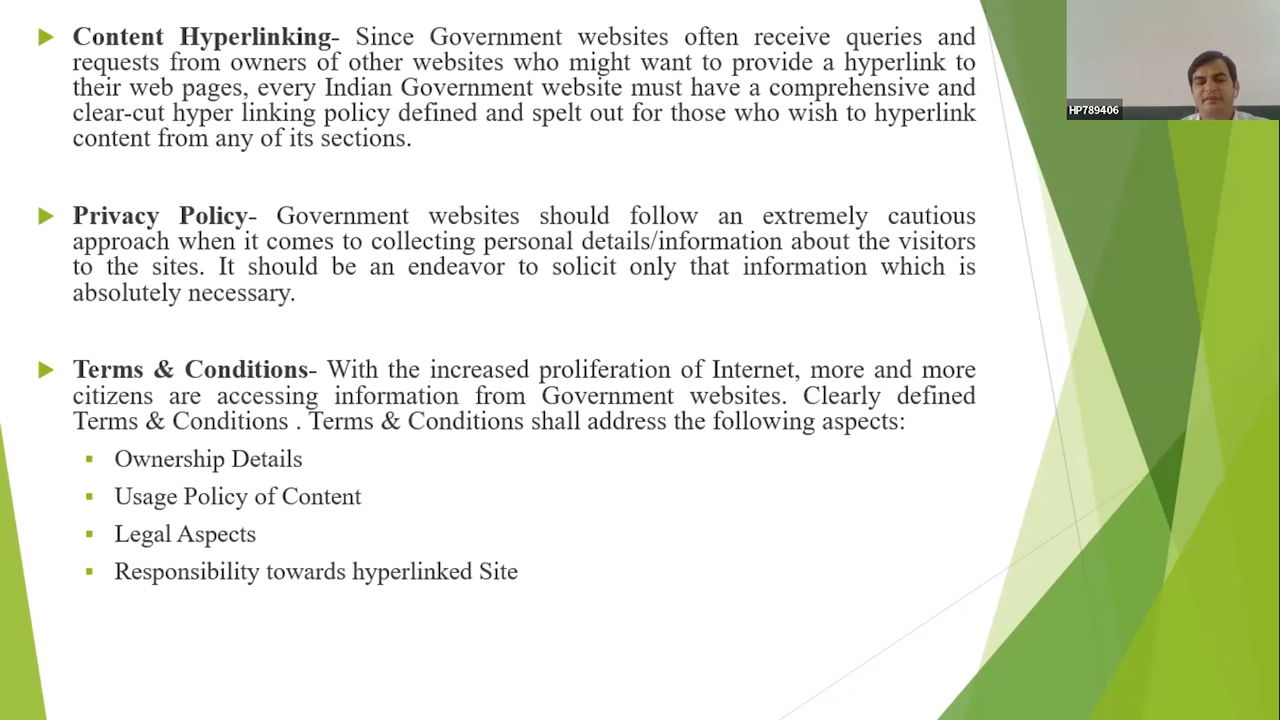 Content Hyperlinking- Since Government websites often receive queries and
requests from owners of other websites who might want to provide a hyperlink to
their web pages, every Indian Government website must have a comprehensive and
clear-cut hyper linking policy defined and spelt out for those who wish to hyperlink
content from any of its sections.
Privacy Policy- Government websites should follow an extremely cautious
approach when it comes to collecting personal details/information about the visitors
to the sites. It should be an endeavor to solicit only that information which is
absolutely necessary.
Terms & Conditions- With the increased proliferation of Internet, more and more
citizens are accessing information from Government websites. Clearly defined
Terms & Conditions . Terms & Conditions shall address the following aspects:
Ownership Details
Usage Policy of Content
Legal Aspects
Responsibility towards hyperlinked Site
HP789406